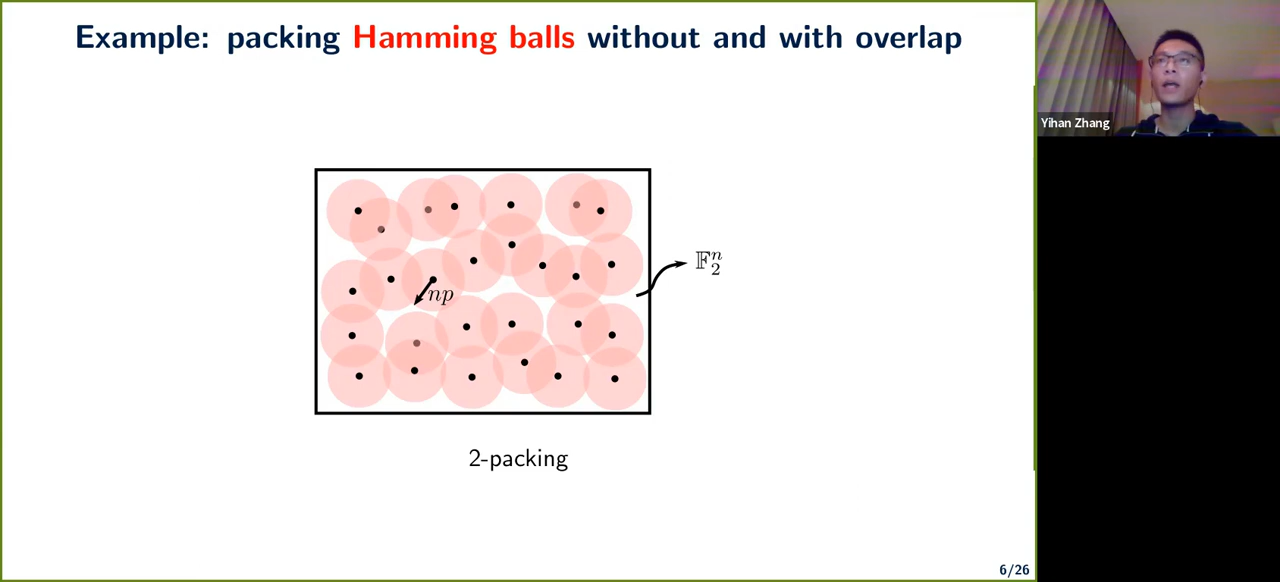 Example: packing Hamming balls without and with overlap
Yihan Zhang
𝔽₂ⁿ
np
2-packing
6/26